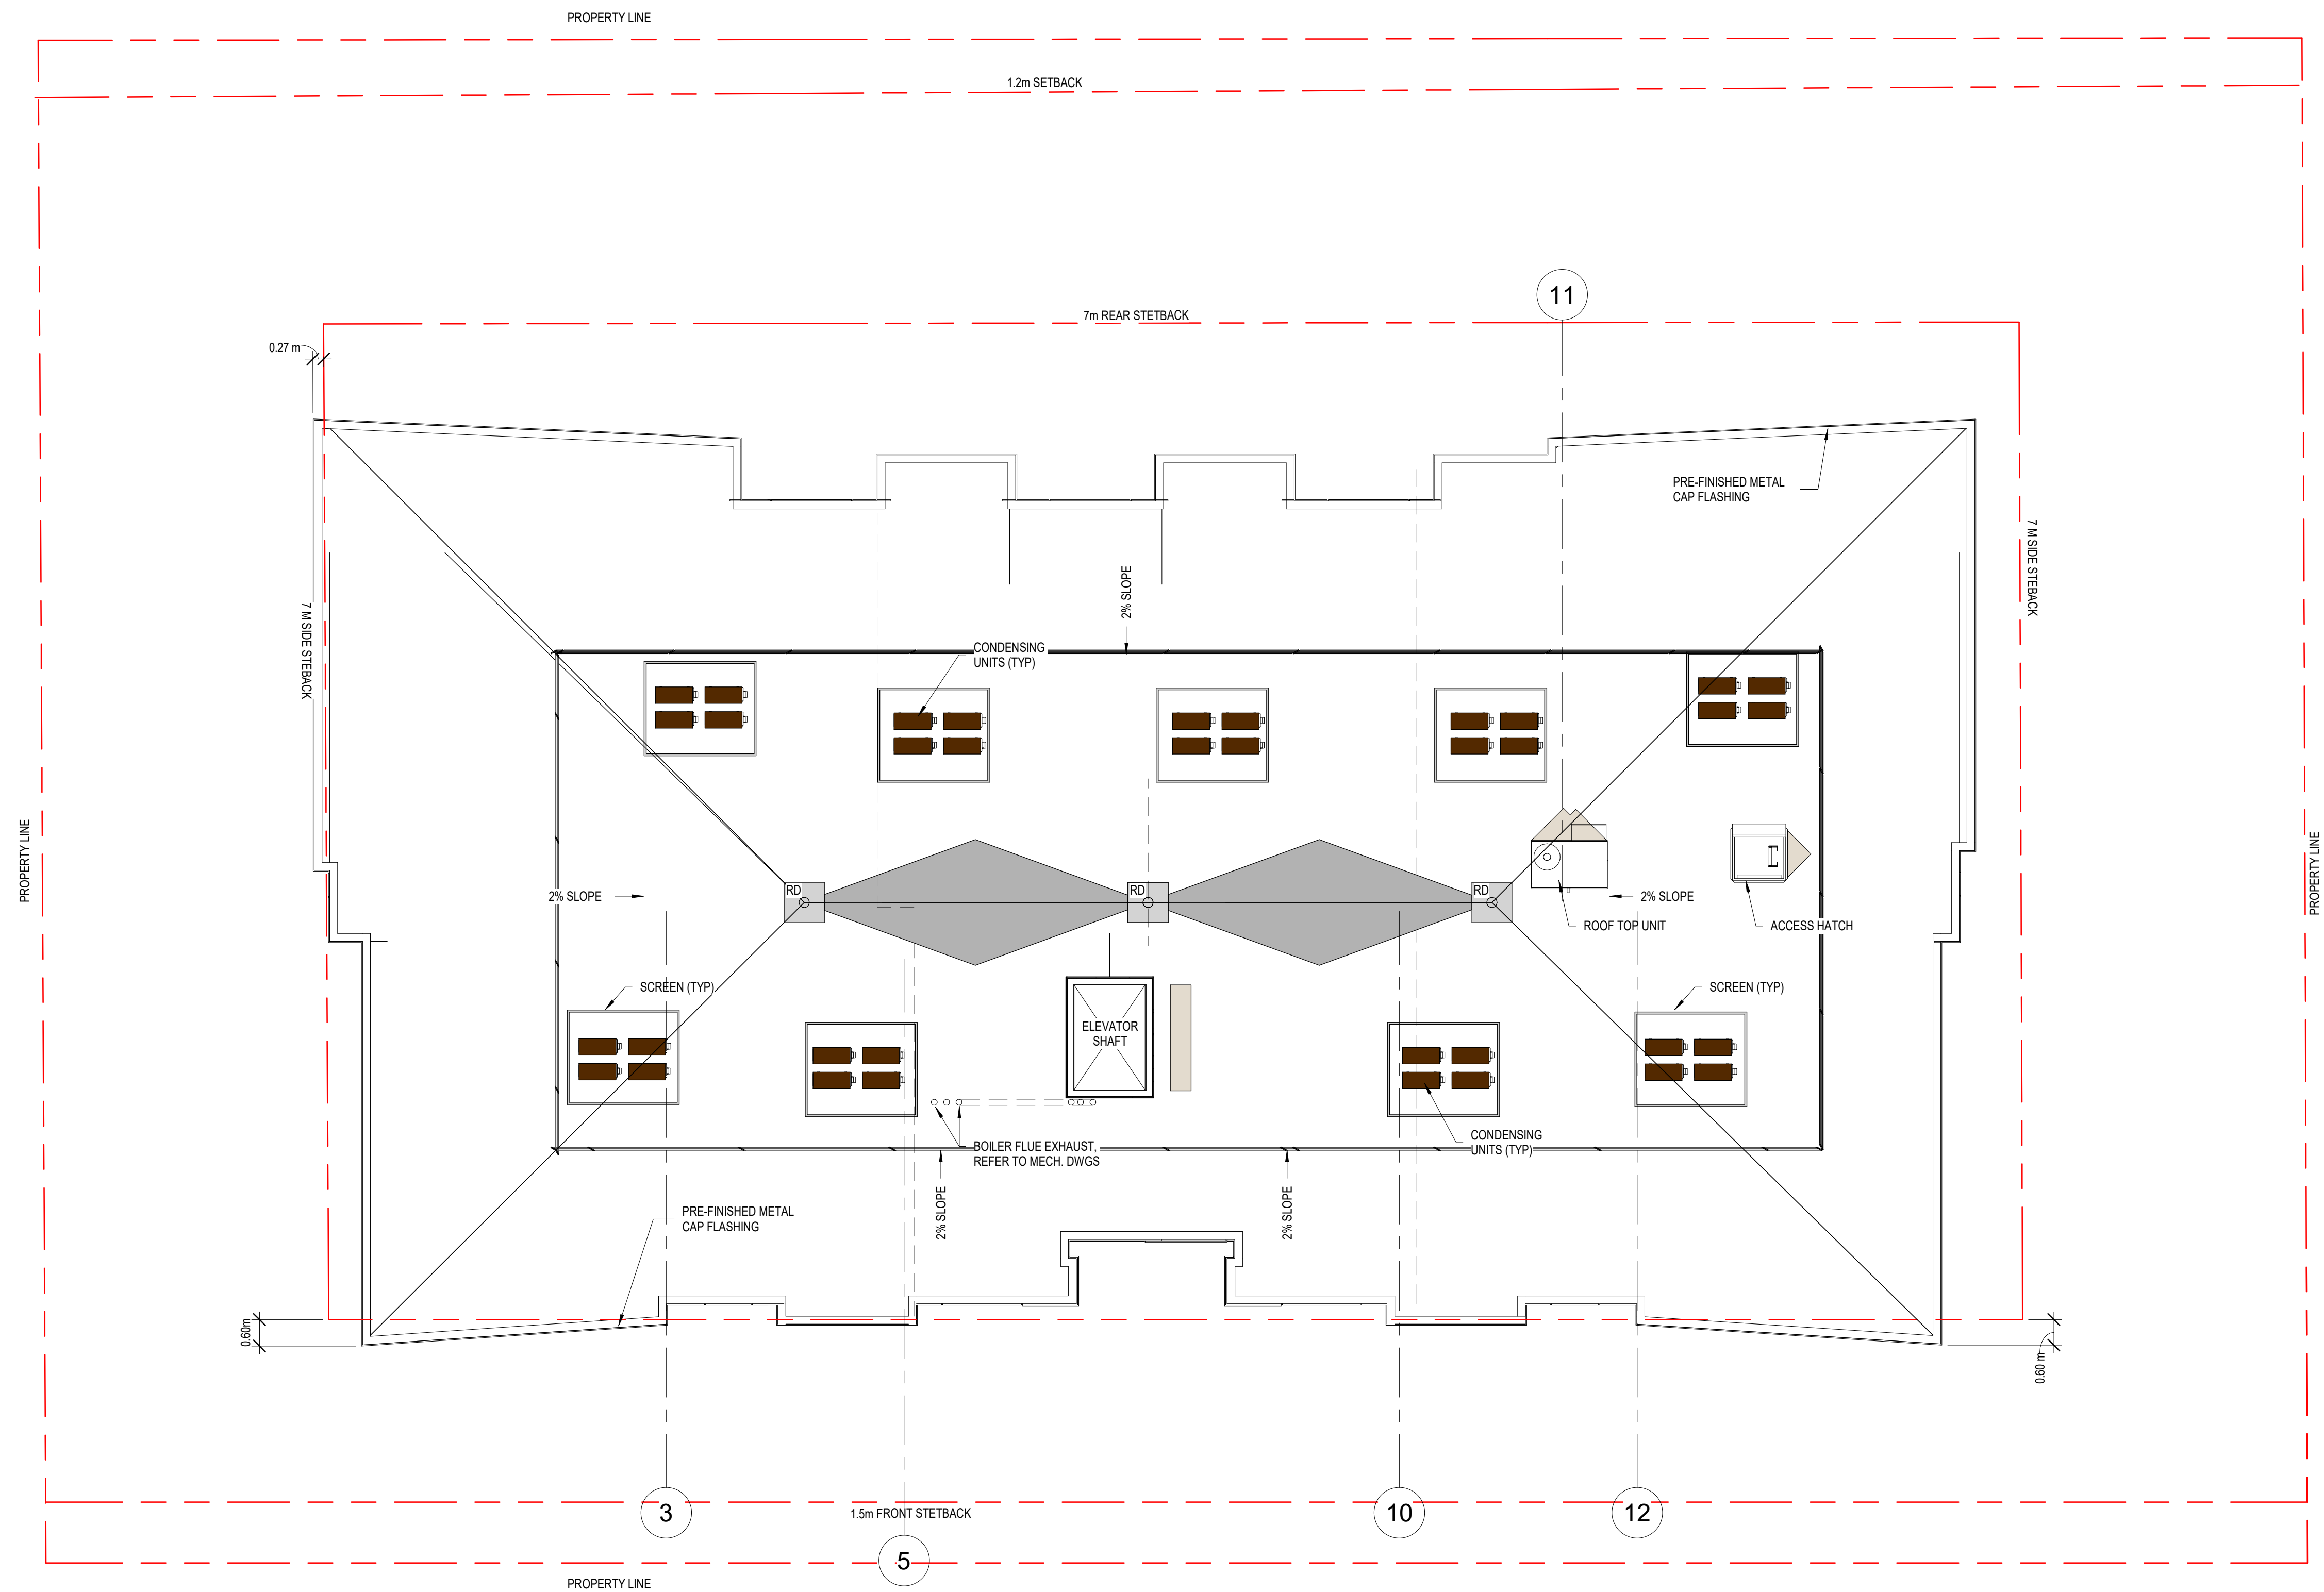 PROPERTY LINE
1.2m SETBACK
11
7m REAR STETBACK
0.27 m
PRE-FINISHED METAL
CAP FLASHING
7 M SIDE STEBACK
7 M SIDE STEBACK
2% SLOPE
CONDENSING
UNITS (TYP)
PROPERTY LINE
PROPERTY LINE
2% SLOPE
RD
RD
RD
2% SLOPE
ROOF TOP UNIT
ACCESS HATCH
SCREEN (TYP)
SCREEN (TYP)
ELEVATOR
SHAFT
BOILER FLUE EXHAUST,
REFER TO MECH. DWGS
CONDENSING
UNITS (TYP)
2% SLOPE
2% SLOPE
PRE-FINISHED METAL
CAP FLASHING
0.60m
0.60 m
3
1.5m FRONT STETBACK
10
12
5
PROPERTY LINE